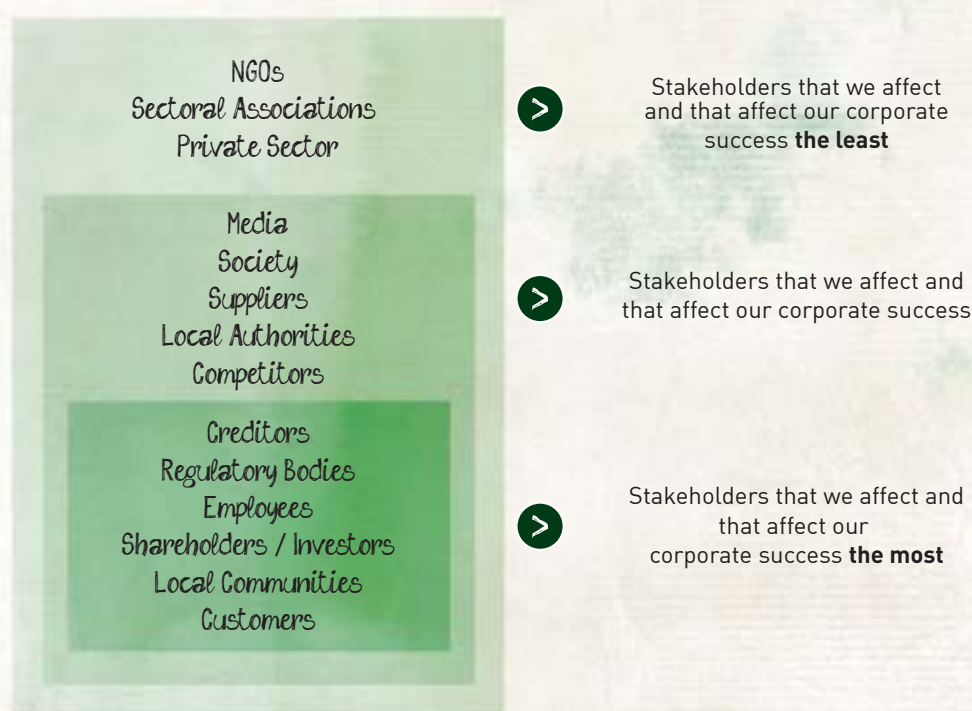 NGOs
Sectoral Associations
Private Sector
>
Stakeholders that we affect
and that affect our corporate
success the least
Media
Society
Suppliers
Local Authorities
Competitors
>
Stakeholders that we affect and
that affect our corporate success
Creditors
Regulatory Bodies
Employees
Shareholders / Investors
Local Communities
Customers
>
Stakeholders that we affect and
that affect our
corporate success the most